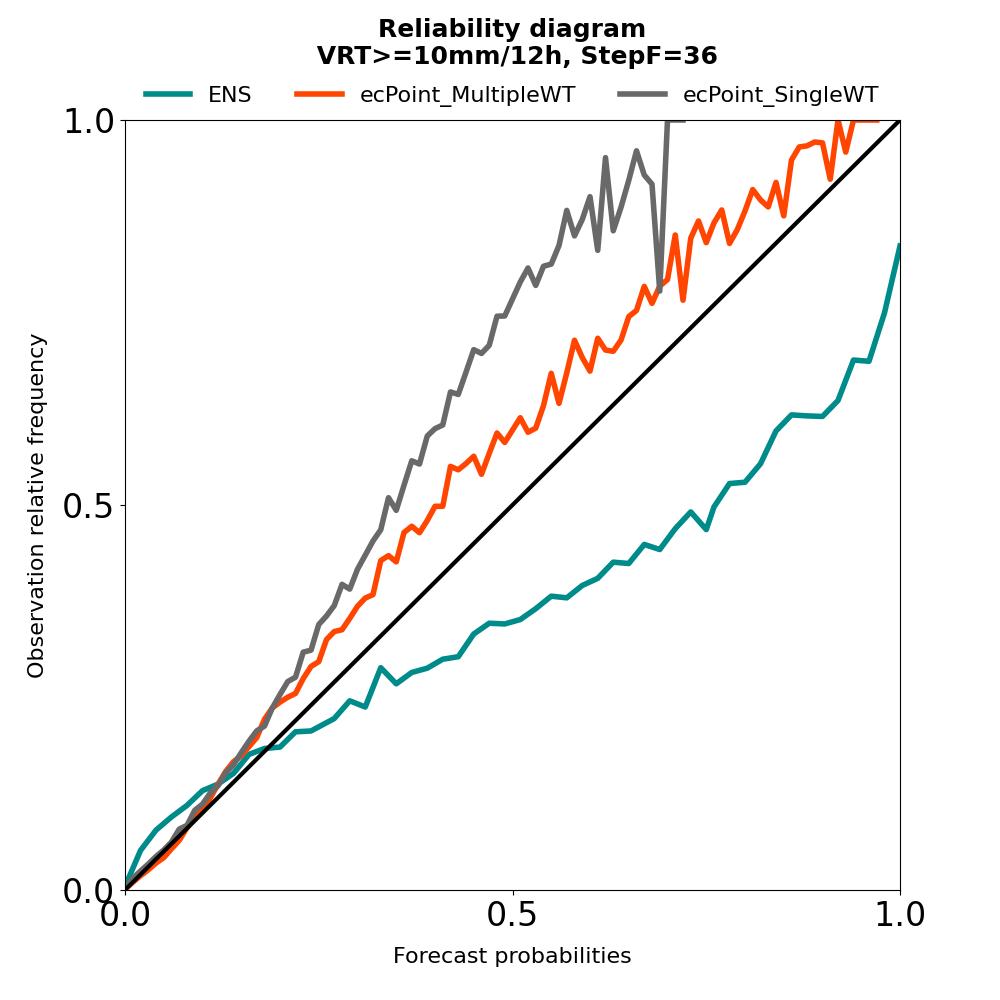 Reliability diagram
VRT>=10mm/12h, StepF=36
ENS ecPoint_MultipleWT ecPoint_SingleWT
1.0
0.5
0.0
Observation relative frequency
0.0 0.5 1.0
Forecast probabilities